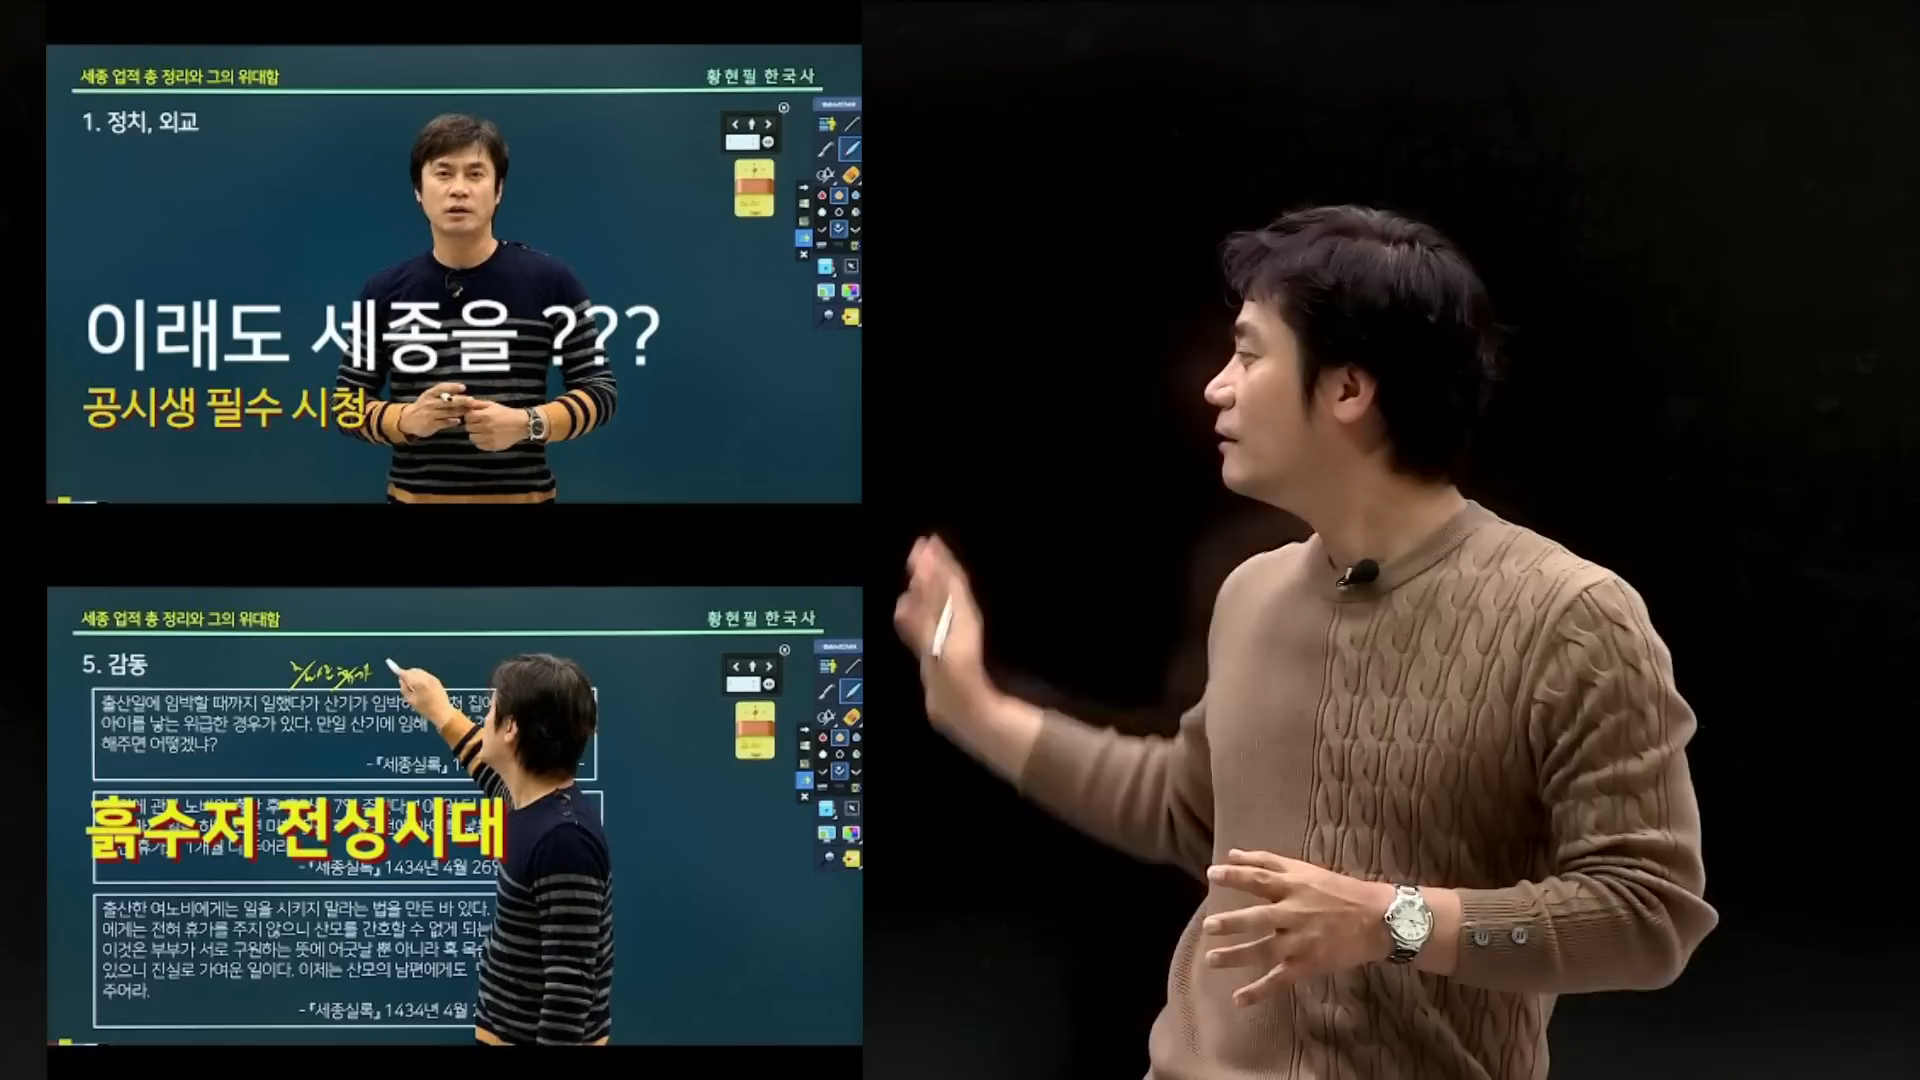 세종 업적 총 정리와 그의 위대함
황현필 한국사
1. 정치, 외교
이래도 세종을 ???
공시생 필수 시청
세종 업적 총 정리와 그의 위대함
황현필 한국사
5. 감동
출산일에 임박할 때까지 일했다가 산기가 임박하 집에
아이를 낳는 위급한 경우가 있다. 만일 산기에 임해
해주면 어떻겠냐?
-『세종실록』
흙수저 전성시대
-『세종실록』 1434년 4월 26일
출산한 여노비에게는 일을 시키지 말라는 법을 만든 바 있다.
에게는 전혀 휴가를 주지 않으니 산모를 간호할 수 없게 되는
이것은 부부가 서로 구원하는 뜻에 어긋날 뿐 아니라 혹 목숨
있으니 진실로 가여운 일이다. 이제는 산모의 남편에게도
주어라.
-『세종실록』 1434년 4월